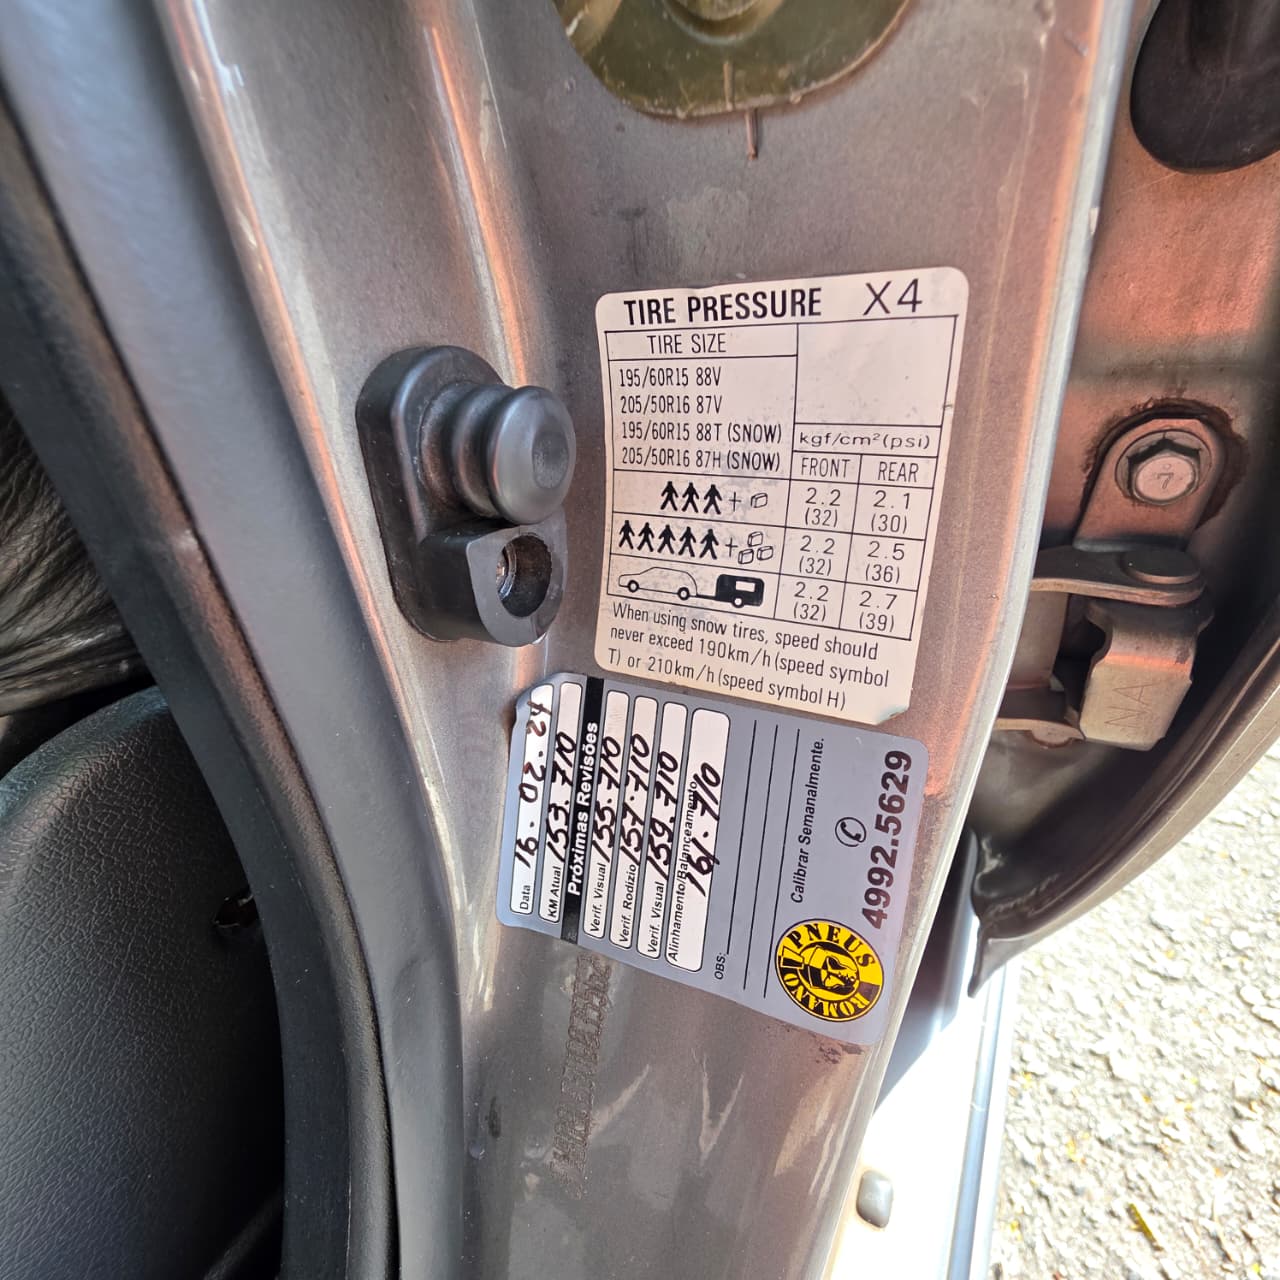 TIRE PRESSURE X4
TIRE SIZE
195/60R15 88V
205/50R16 87V
195/60R15 88T (SNOW)
205/50R16 87H (SNOW)
kgf/cm²(psi)
FRONT REAR
+ 2.2 (32) 2.1 (30)
+ 2.2 (32) 2.5 (36)
2.2 (32) 2.7 (39)
When using snow tires, speed should
never exceed 190km/h (speed symbol
T) or 210km/h (speed symbol H)
Data 16.02.24
KM Atual 153.710
Próximas Revisões
Verif. Visual 155.710
Verif. Rodízio 157.710
Verif. Visual 159.710
Alinhamento/Balanceamento
161.710
OBS:
Calibrar Semanalmente.
4992.5629
PNEUS
ROMANO
7
NA